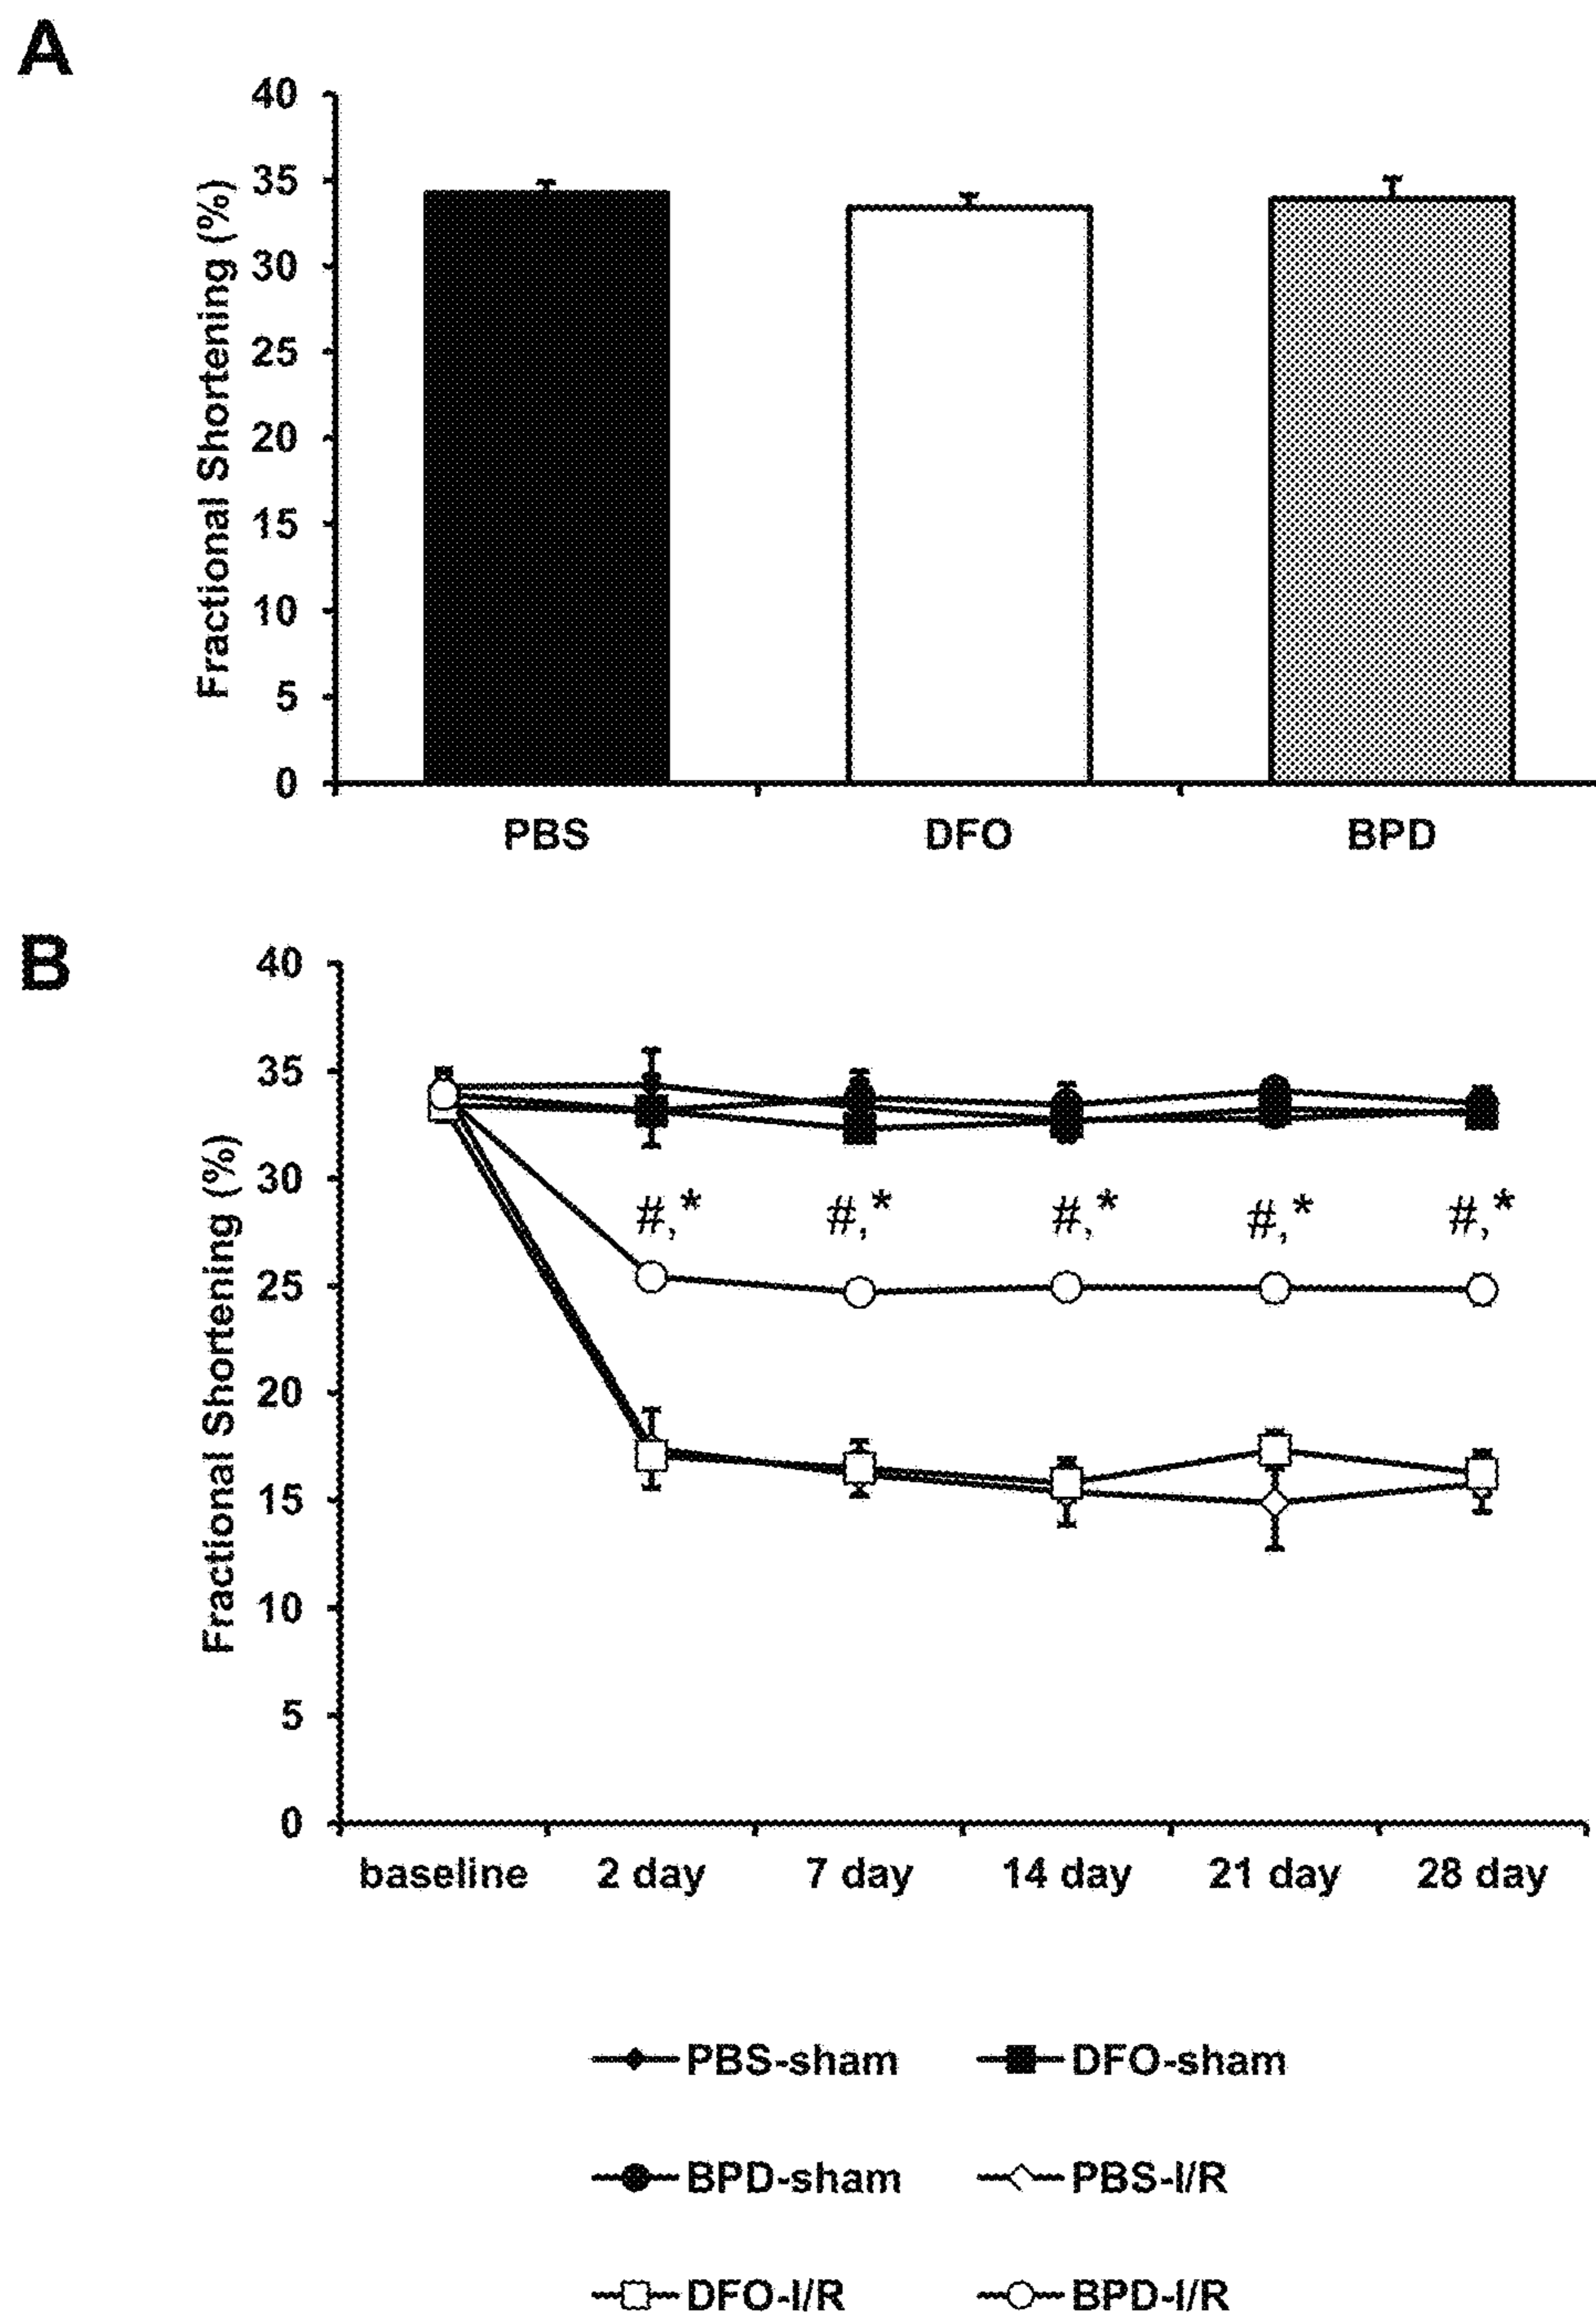 A
40
35
30
25
20
15
10
5
0
Fractional Shortening (%)
PBS DFO BPD
B
40
35
30
25
20
15
10
5
0
Fractional Shortening (%)
#,* #,* #,* #,* #,*
baseline 2 day 7 day 14 day 21 day 28 day
PBS-sham DFO-sham
BPD-sham PBS-I/R
DFO-I/R BPD-I/R